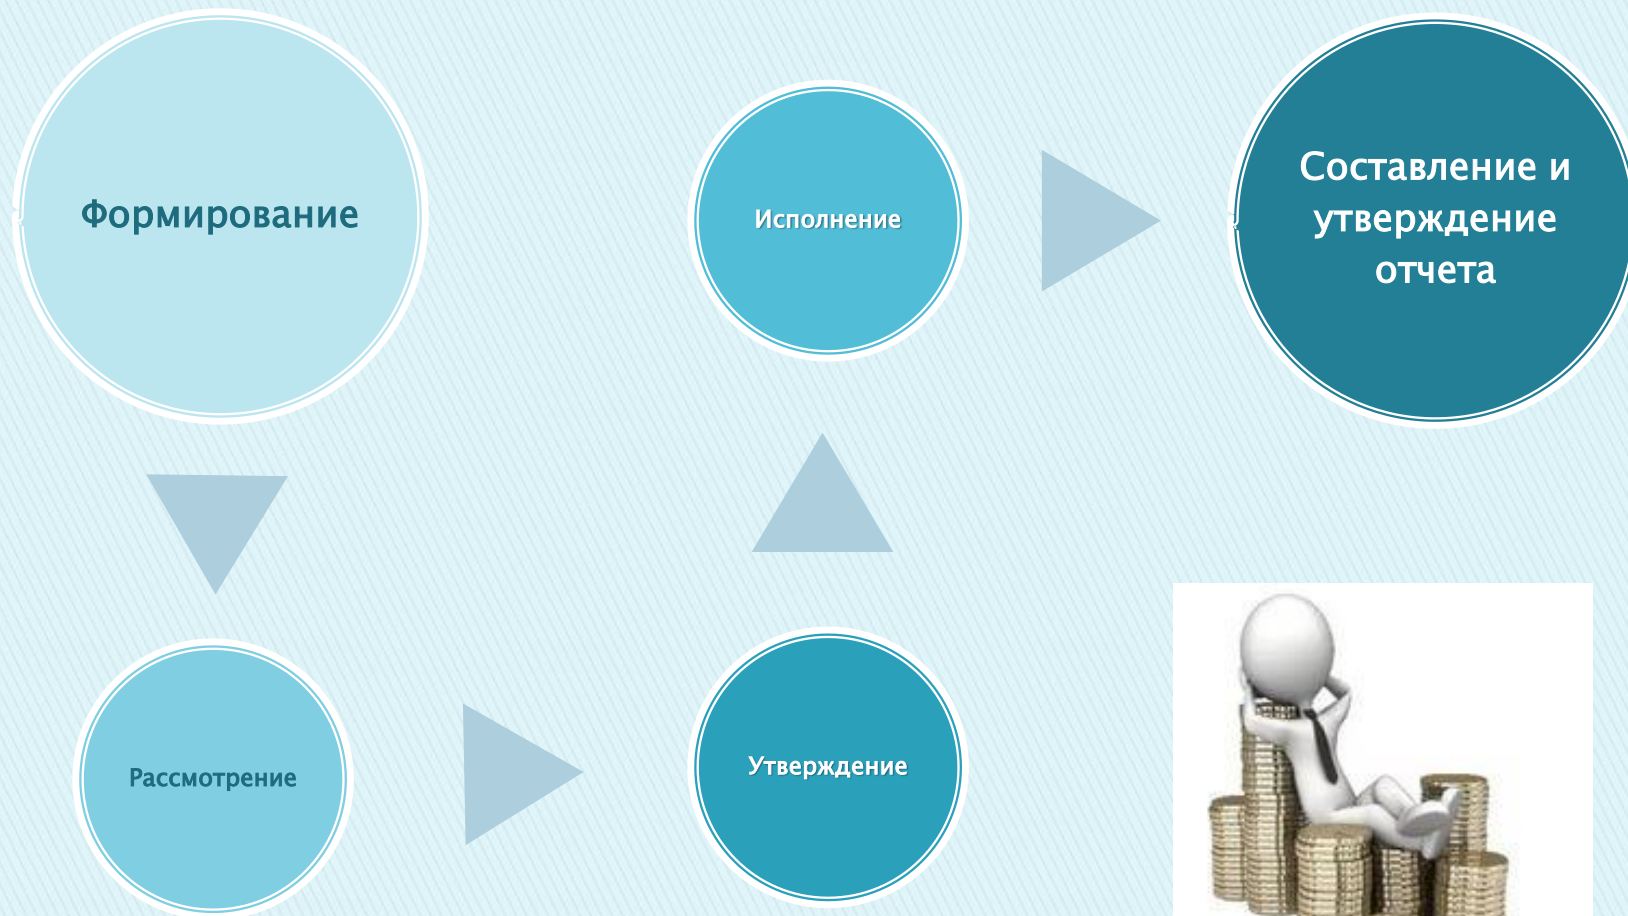 Формирование
Рассмотрение
Утверждение
Исполнение
Составление и
утверждение
отчета